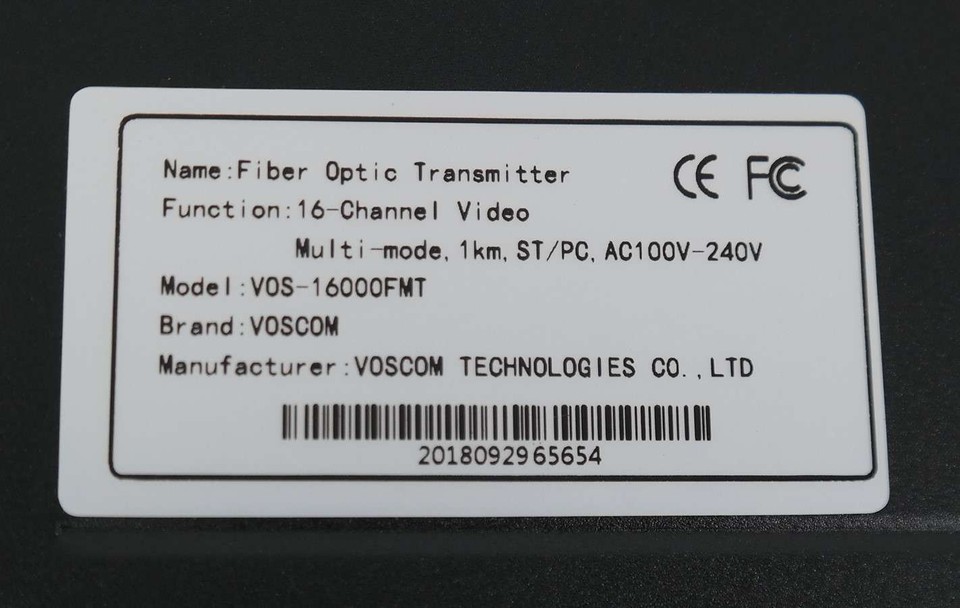 Name:Fiber Optic Transmitter CE FC
Function:16-Channel Video
Multi-mode, 1km, ST/PC, AC100V-240V
Model:VOS-16000FMT
Brand:VOSCOM
Manufacturer:VOSCOM TECHNOLOGIES CO.,LTD
2018092965654